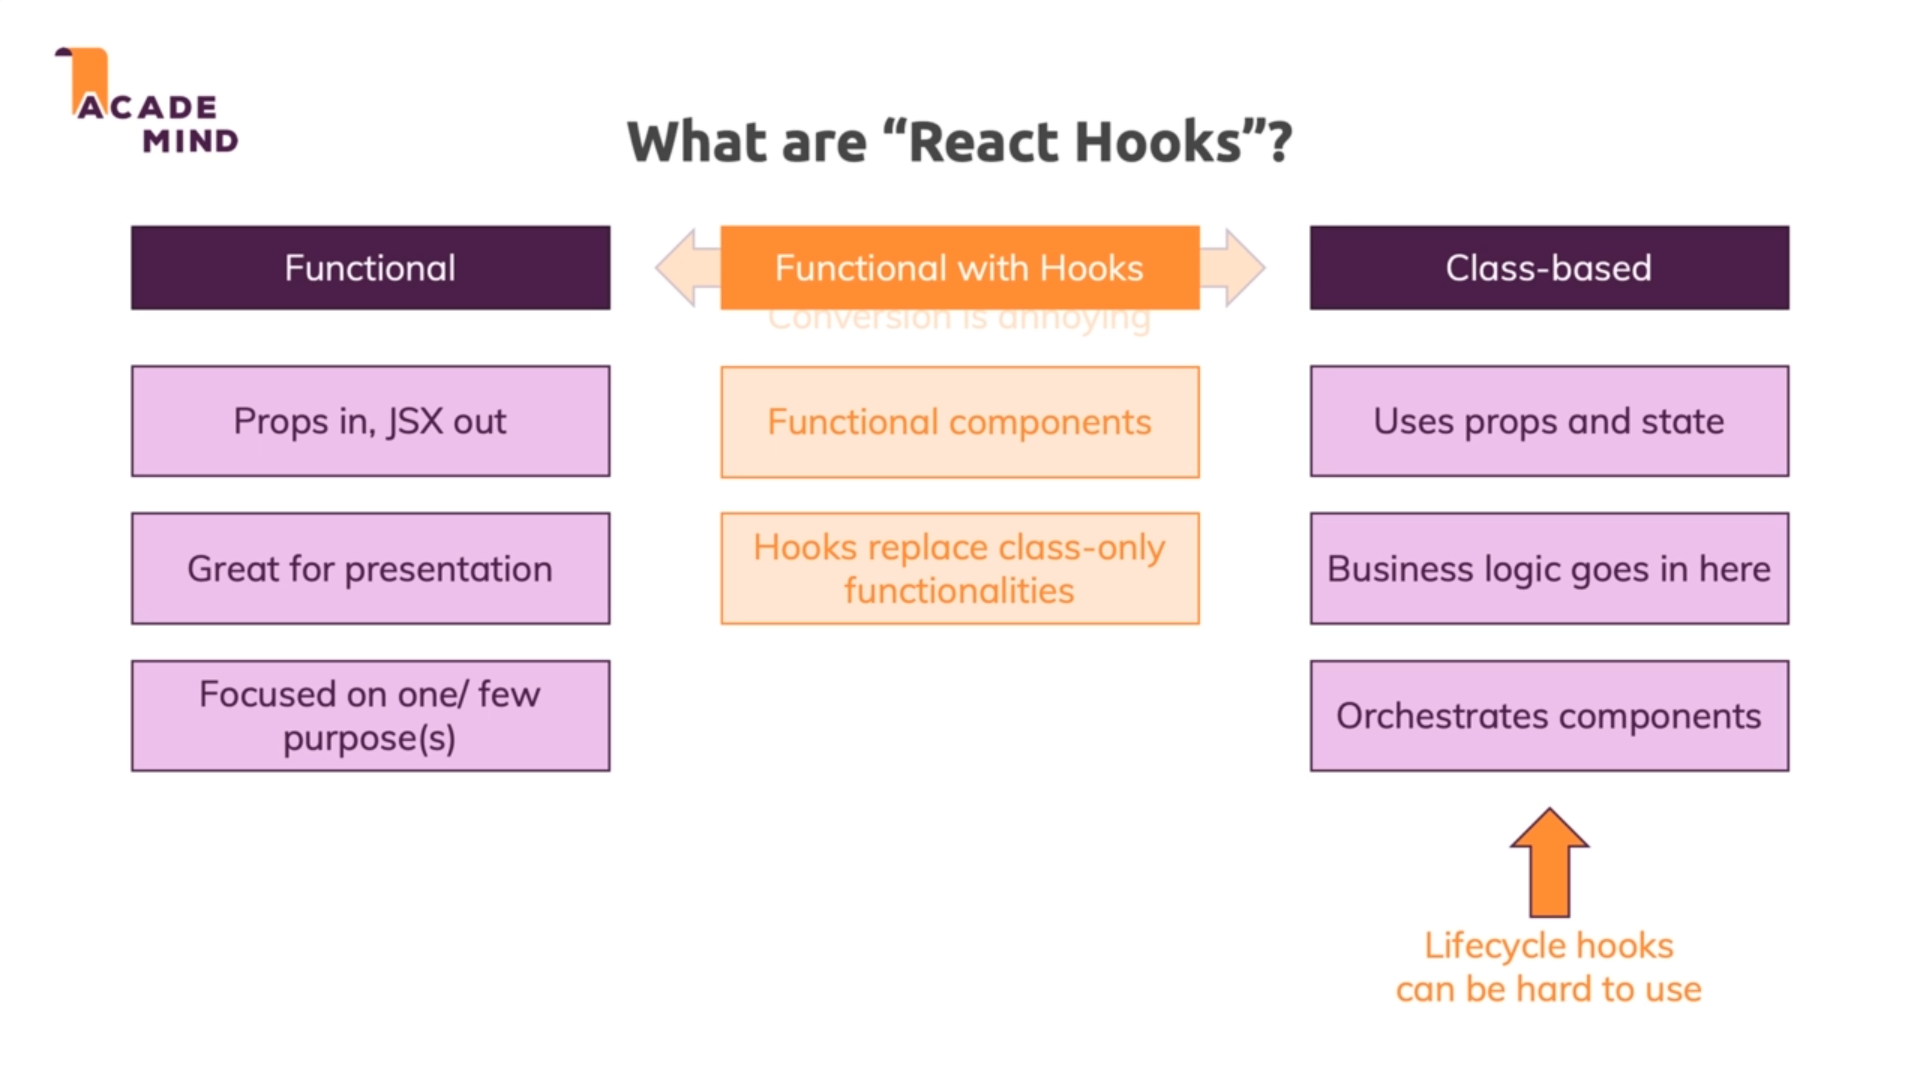 ACADE
MIND
What are “React Hooks”?
Functional
Functional with Hooks
Class-based
Conversion is annoying
Props in, JSX out
Functional components
Uses props and state
Great for presentation
Hooks replace class-only
functionalities
Business logic goes in here
Focused on one/ few
purpose(s)
Orchestrates components
Lifecycle hooks
can be hard to use